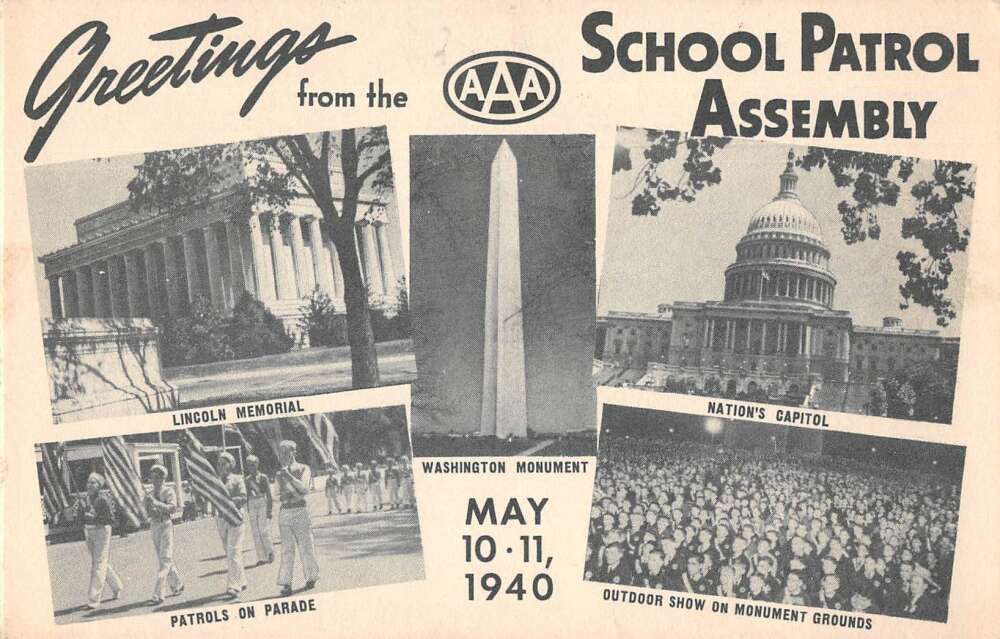 Greetings
from the
AAA
SCHOOL PATROL
ASSEMBLY
LINCOLN MEMORIAL
WASHINGTON MONUMENT
NATION'S CAPITOL
PATROLS ON PARADE
MAY
10 · 11,
1940
OUTDOOR SHOW ON MONUMENT GROUNDS